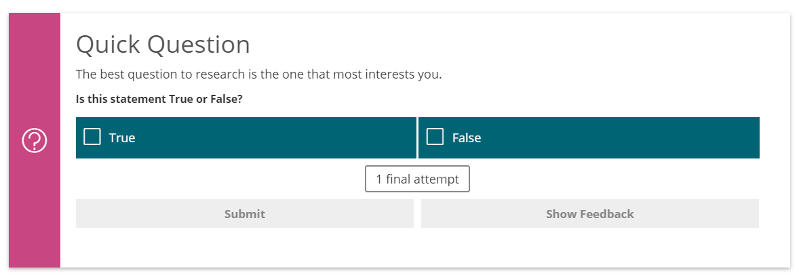 Quick Question
The best question to research is the one that most interests you.
Is this statement True or False?
True
False
1 final attempt
Submit
Show Feedback